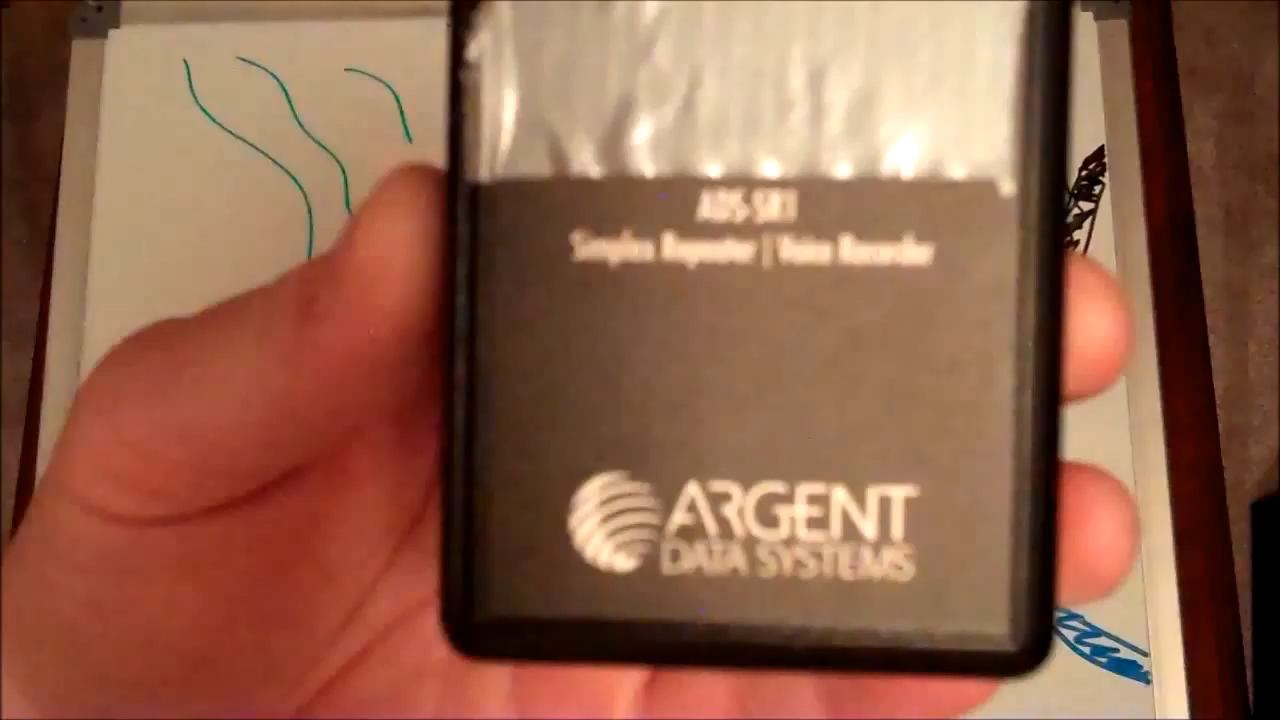 ADS-SR1
Simplex Repeater | Voice Recorder
ARGENT
DATA SYSTEMS